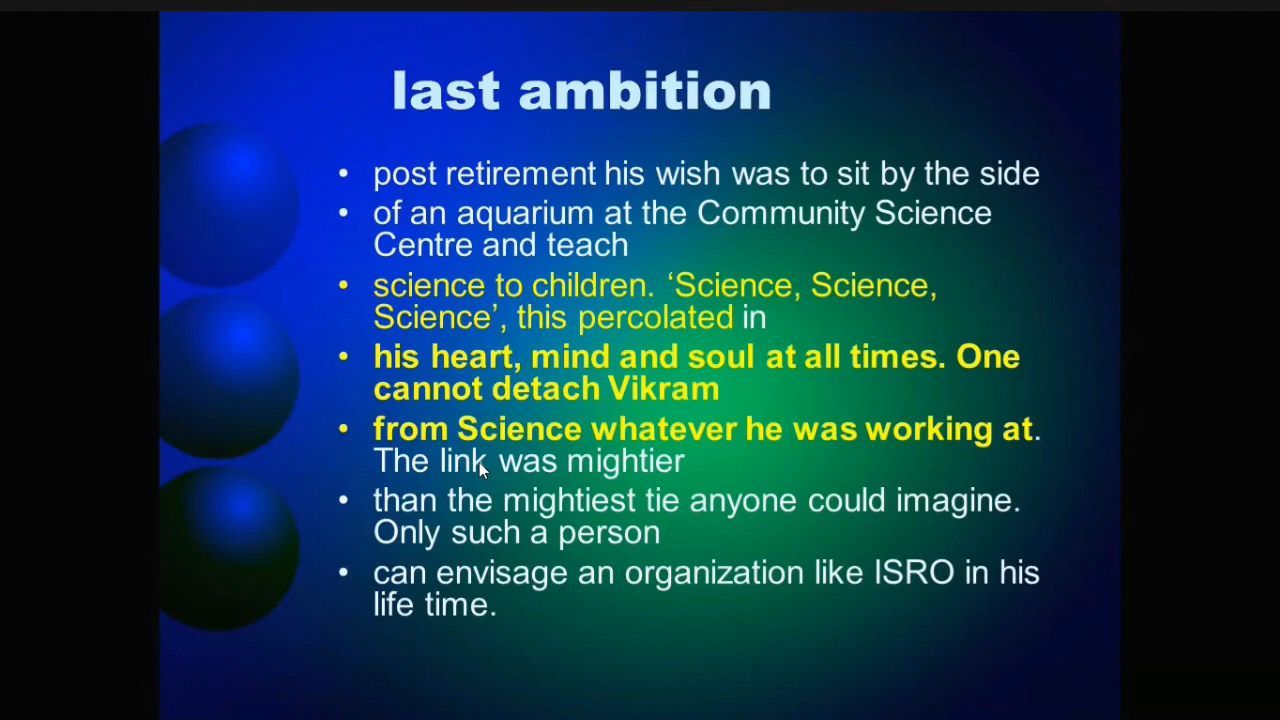 last ambition
• post retirement his wish was to sit by the side
• of an aquarium at the Community Science
Centre and teach
• science to children. ‘Science, Science,
Science’, this percolated in
• his heart, mind and soul at all times. One
cannot detach Vikram
• from Science whatever he was working at.
The link was mightier
• than the mightiest tie anyone could imagine.
Only such a person
• can envisage an organization like ISRO in his
life time.